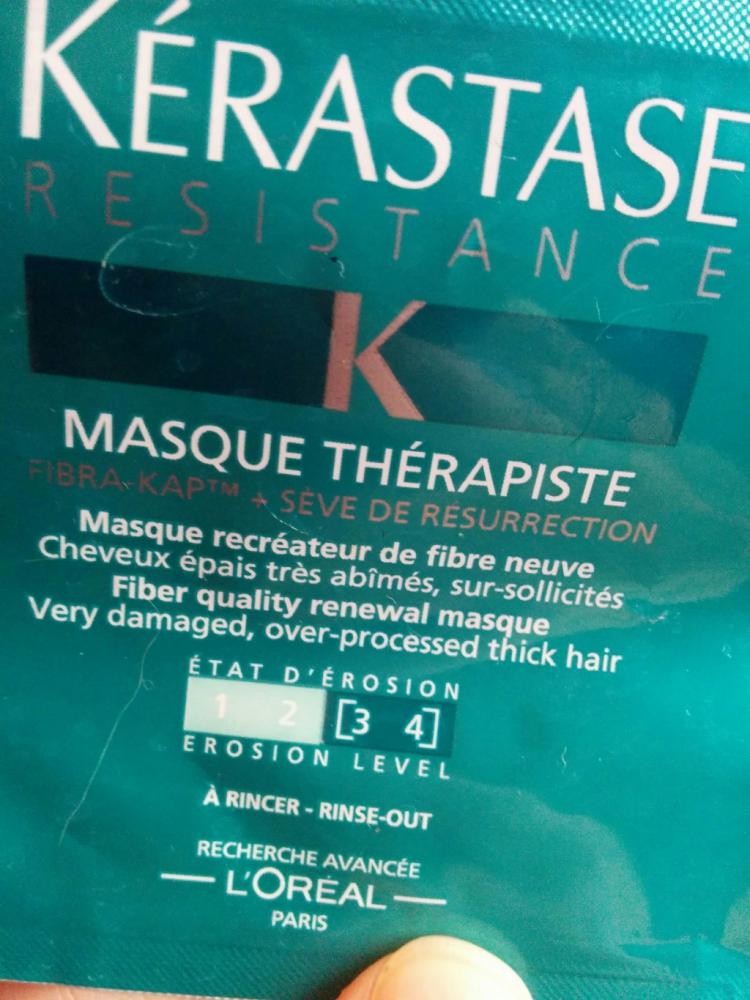 KÉRASTASE
RESISTANCE
K
MASQUE THÉRAPISTE
FIBRA-KAP™ + SÈVE DE RÉSURRECTION
Masque recréateur de fibre neuve
Cheveux épais très abîmés, sur-sollicités
Fiber quality renewal masque
Very damaged, over-processed thick hair
ÉTAT D'ÉROSION
1 2 [3 4]
EROSION LEVEL
À RINCER - RINSE-OUT
RECHERCHE AVANCÉE
L'ORÉAL
PARIS